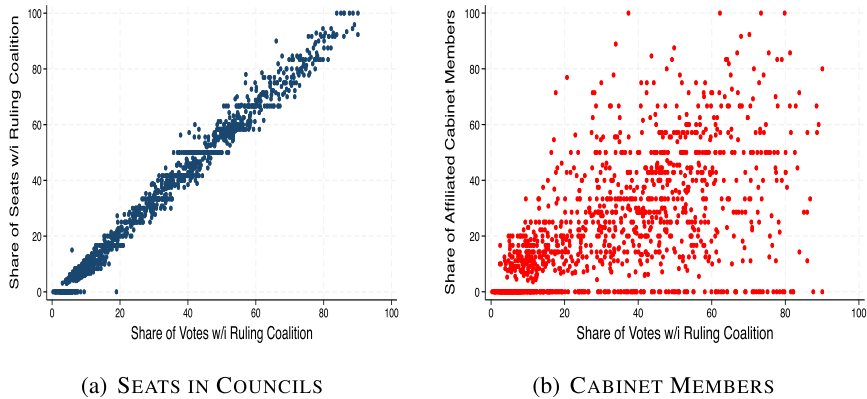 100
80
60
40
20
0
Share of Seats w/i Ruling Coalition
0 20 40 60 80 100
Share of Votes w/i Ruling Coalition
(a) SEATS IN COUNCILS
100
80
60
40
20
0
Share of Affiliated Cabinet Members
0 20 40 60 80 100
Share of Votes w/i Ruling Coalition
(b) CABINET MEMBERS